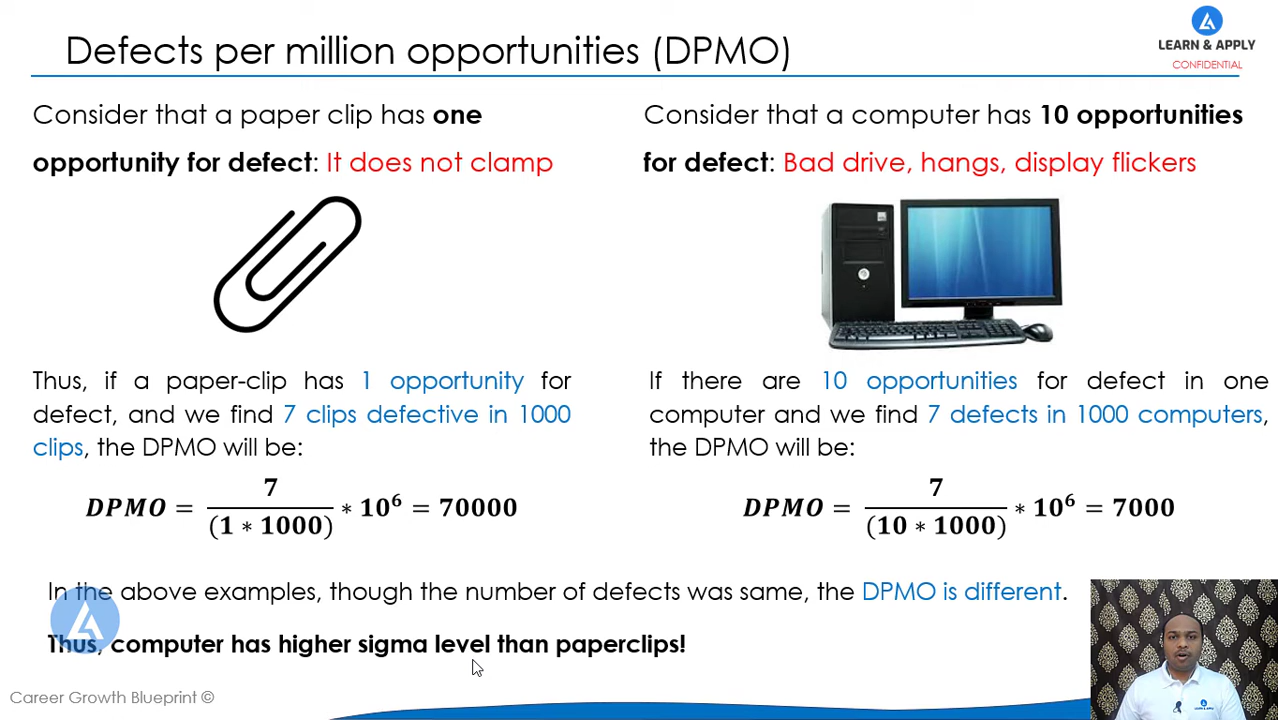 Defects per million opportunities (DPMO)
LEARN & APPLY
CONFIDENTIAL
Consider that a paper clip has one
opportunity for defect: It does not clamp
Thus, if a paper-clip has 1 opportunity for
defect, and we find 7 clips defective in 1000
clips, the DPMO will be:
DPMO = 7 / (1 * 1000) * 10⁶ = 70000
Consider that a computer has 10 opportunities
for defect: Bad drive, hangs, display flickers
If there are 10 opportunities for defect in one
computer and we find 7 defects in 1000 computers,
the DPMO will be:
DPMO = 7 / (10 * 1000) * 10⁶ = 7000
In the above examples, though the number of defects was same, the DPMO is different.
Thus, computer has higher sigma level than paperclips!
Career Growth Blueprint ©
LEARN & APPLY